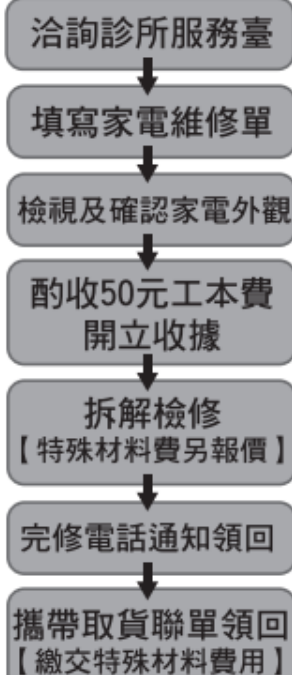 洽詢診所服務臺
填寫家電維修單
檢視及確認家電外觀
酌收50元工本費
開立收據
拆解檢修
【特殊材料費另報價】
完修電話通知領回
攜帶取貨聯單領回
【繳交特殊材料費用】